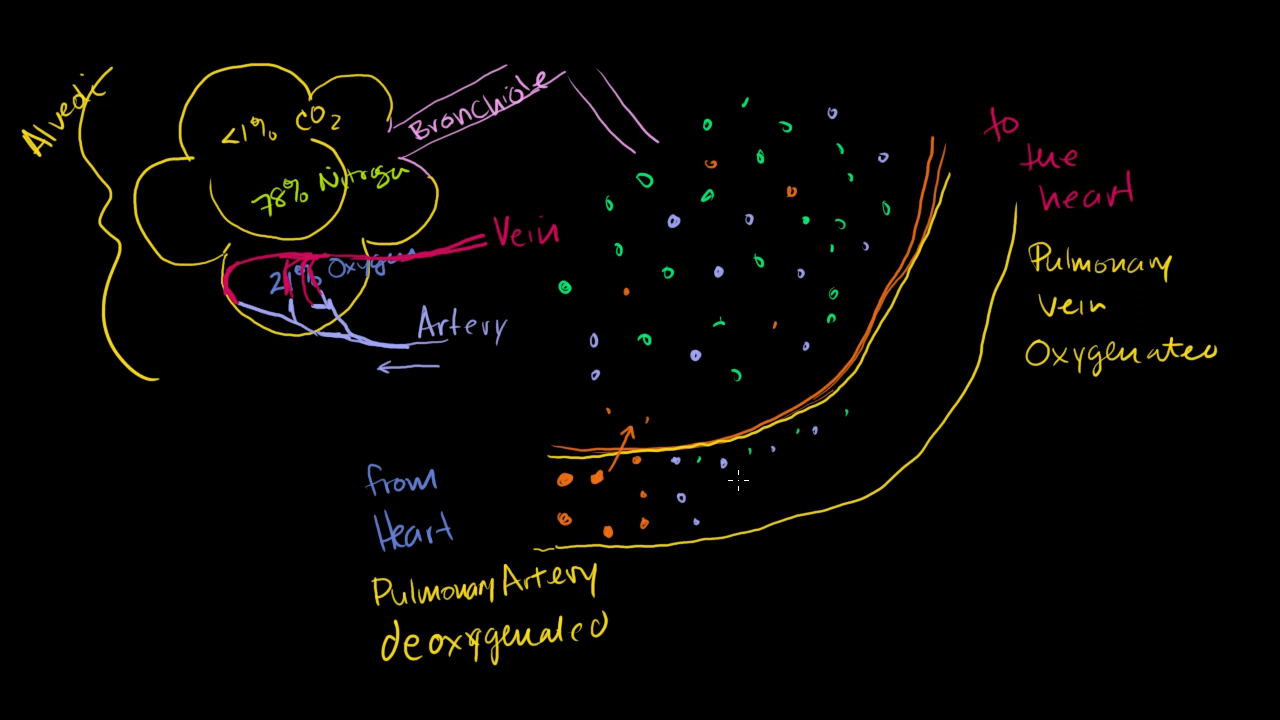 Alveoli
<1% CO2
78% Nitrogen
21% Oxygen
Bronchiole
Vein
Artery
from
Heart
Pulmonary Artery
deoxygenated
to
the
heart
Pulmonary
vein
Oxygenated